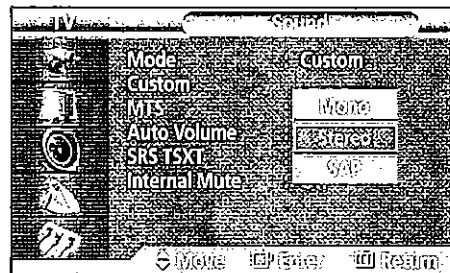 TV Sound
Mode Custom
Custom
MTS Mono
Auto Volume Stereo
SRS TSXT SAP
Internal Mute
Move Enter Return